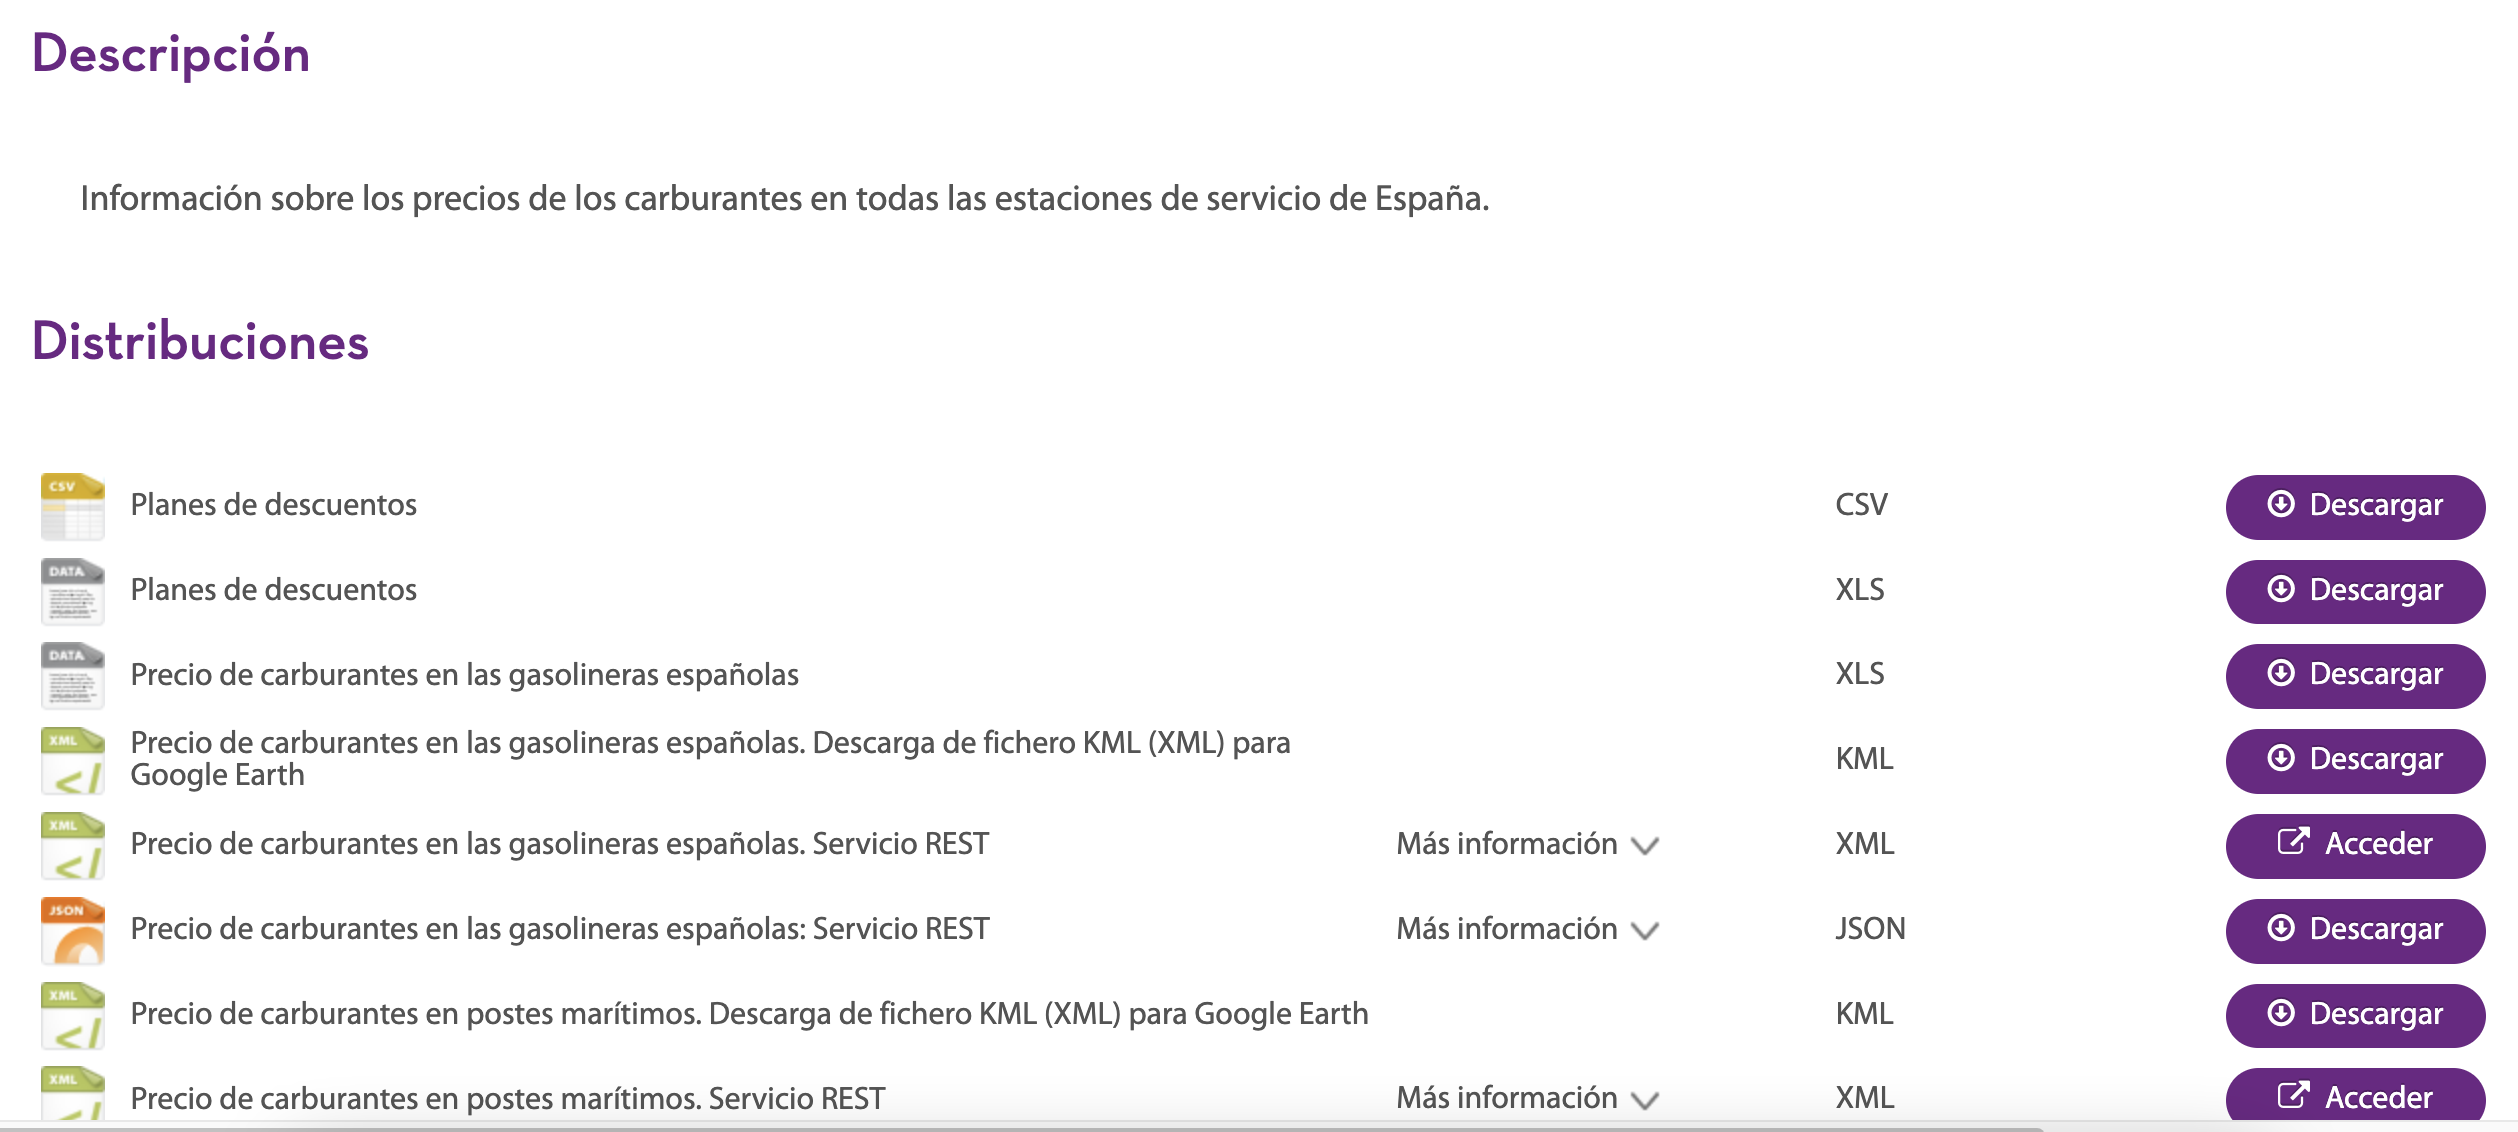 Descripción
Información sobre los precios de los carburantes en todas las estaciones de servicio de España.
Distribuciones
CSV Planes de descuentos CSV Descargar
DATA Planes de descuentos XLS Descargar
DATA Precio de carburantes en las gasolineras españolas XLS Descargar
XML Precio de carburantes en las gasolineras españolas. Descarga de fichero KML (XML) para
Google Earth KML Descargar
XML Precio de carburantes en las gasolineras españolas. Servicio REST Más información XML Acceder
JSON Precio de carburantes en las gasolineras españolas: Servicio REST Más información JSON Descargar
XML Precio de carburantes en postes marítimos. Descarga de fichero KML (XML) para Google Earth KML Descargar
XML Precio de carburantes en postes marítimos. Servicio REST Más información XML Acceder